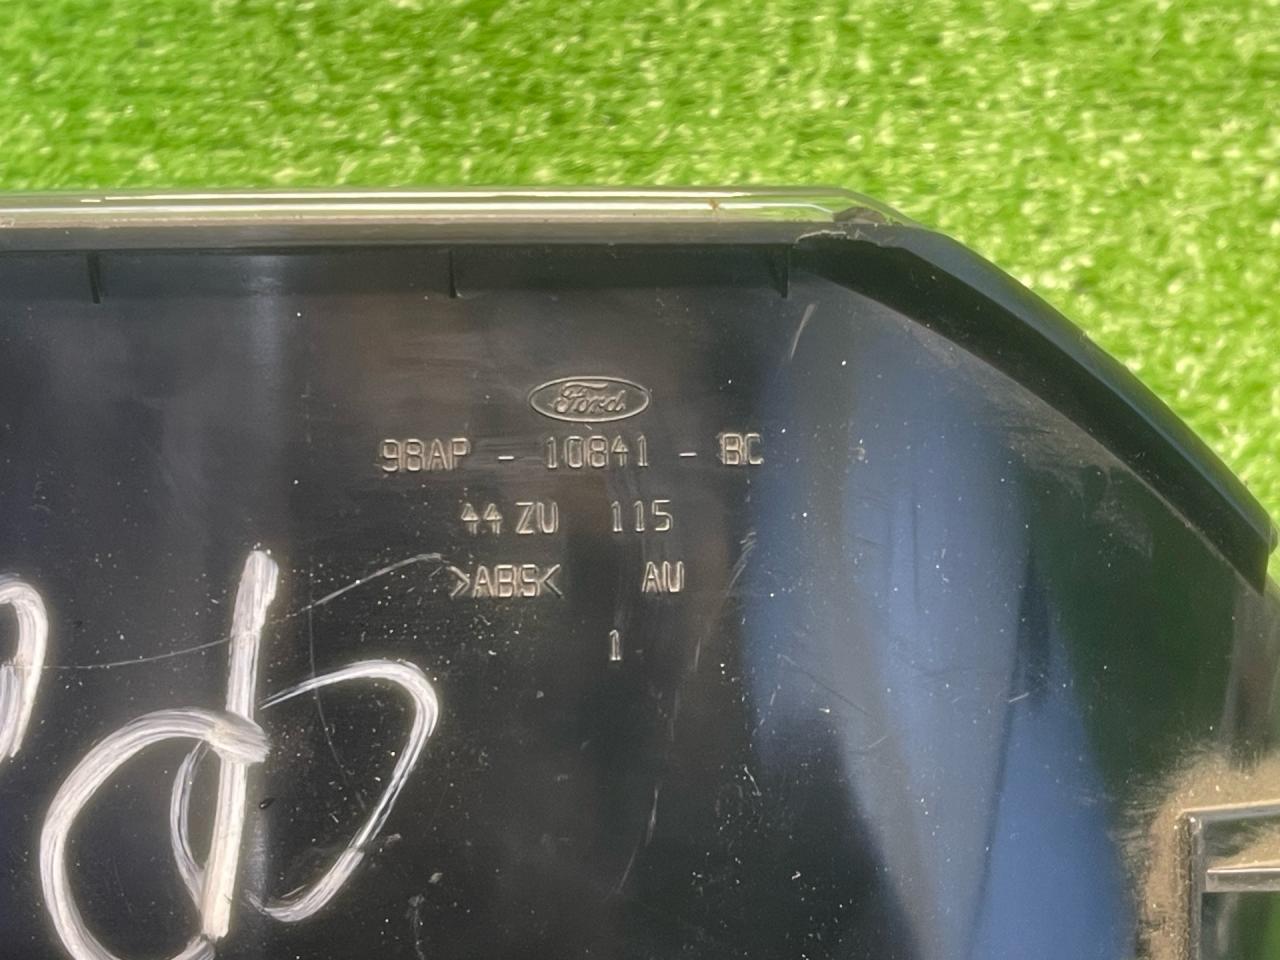 Ford
98AP - 10841 - BC
44 ZU 115
>ABS< AU
1